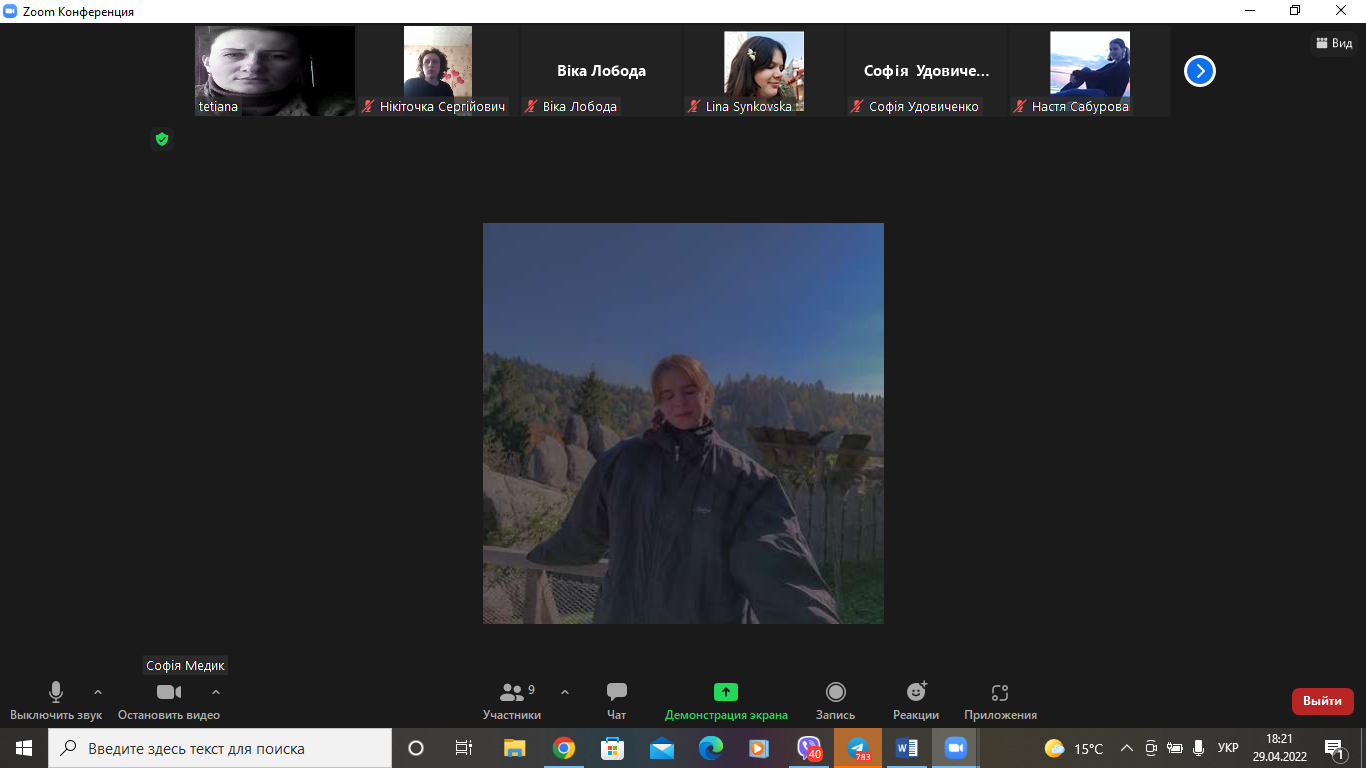 Zoom Конференция
Вид
Віка Лобода
Софія Удовиче...
tetiana
Нікіточка Сергійович
Віка Лобода
Lina Synkovska
Софія Удовиченко
Настя Сабурова
Софія Медик
9
Выключить звук
Остановить видео
Участники
Чат
Демонстрация экрана
Запись
Реакции
Приложения
Выйти
Введите здесь текст для поиска
40
783
15°C
УКР
18:21
29.04.2022
1